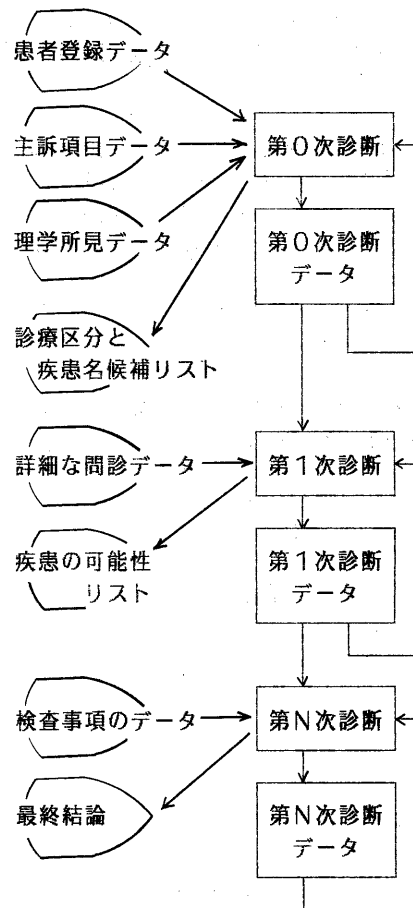 患者登録データ
主訴項目データ
第0次診断
理学所見データ
第0次診断
データ
診療区分と
疾患名候補リスト
詳細な問診データ
第1次診断
疾患の可能性
リスト
第1次診断
データ
検査事項のデータ
第N次診断
最終結論
第N次診断
データ